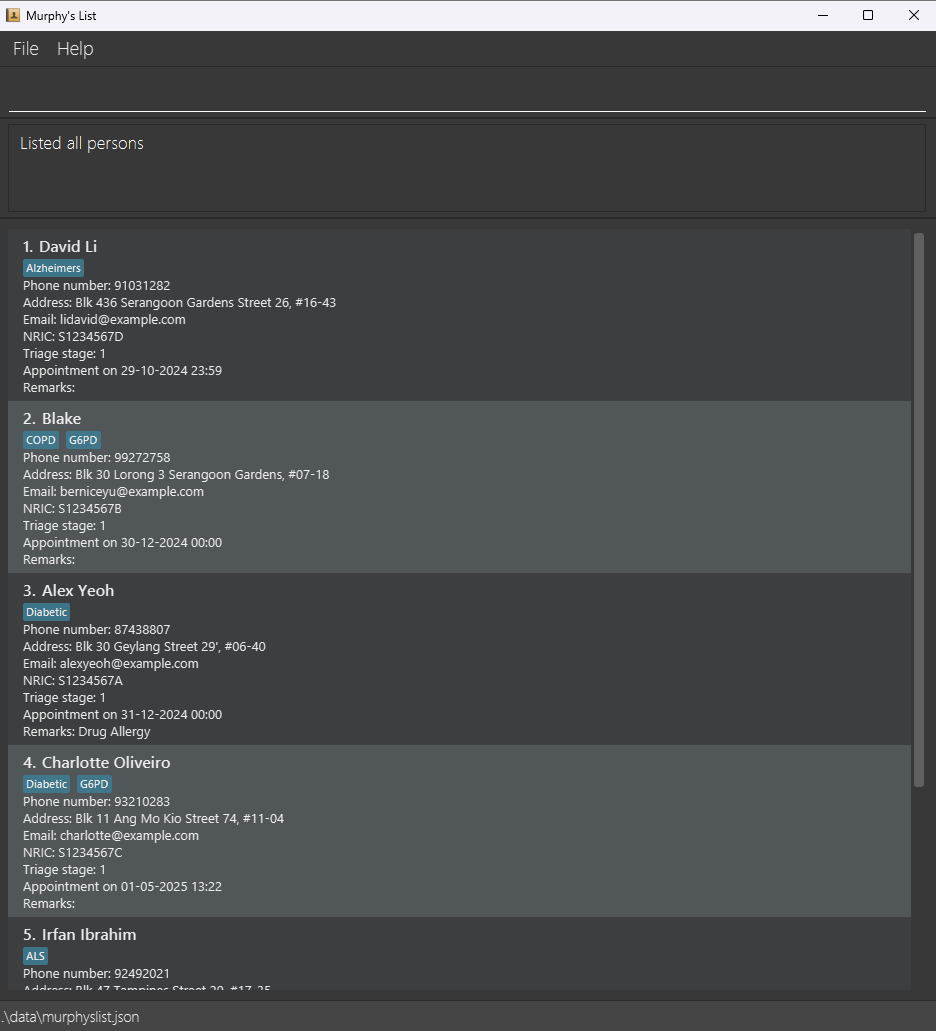 Murphy's List
File Help
Listed all persons
1. David Li
Alzheimers
Phone number: 91031282
Address: Blk 436 Serangoon Gardens Street 26, #16-43
Email: lidavid@example.com
NRIC: S1234567D
Triage stage: 1
Appointment on 29-10-2024 23:59
Remarks:
2. Blake
COPD G6PD
Phone number: 99272758
Address: Blk 30 Lorong 3 Serangoon Gardens, #07-18
Email: berniceyu@example.com
NRIC: S1234567B
Triage stage: 1
Appointment on 30-12-2024 00:00
Remarks:
3. Alex Yeoh
Diabetic
Phone number: 87438807
Address: Blk 30 Geylang Street 29', #06-40
Email: alexyeoh@example.com
NRIC: S1234567A
Triage stage: 1
Appointment on 31-12-2024 00:00
Remarks: Drug Allergy
4. Charlotte Oliveiro
Diabetic G6PD
Phone number: 93210283
Address: Blk 11 Ang Mo Kio Street 74, #11-04
Email: charlotte@example.com
NRIC: S1234567C
Triage stage: 1
Appointment on 01-05-2025 13:22
Remarks:
5. Irfan Ibrahim
ALS
Phone number: 92492021
Address: Blk 47 Tampines Street 20, #17-35
.\data\murphyslist.json